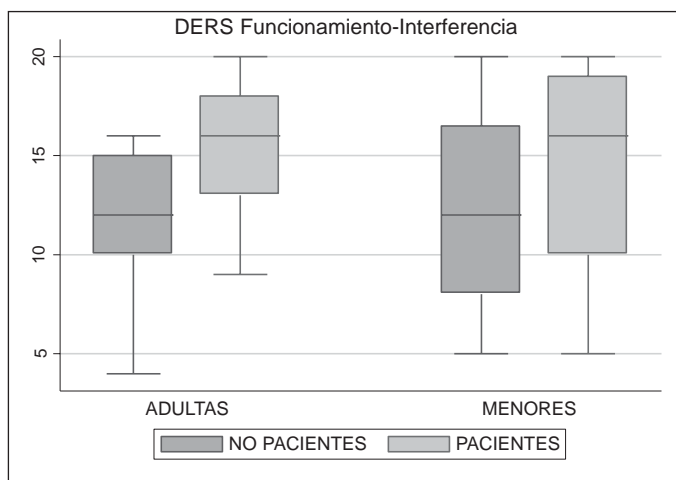 DERS Funcionamiento-Interferencia
20
15
10
5
ADULTAS MENORES
NO PACIENTES PACIENTES